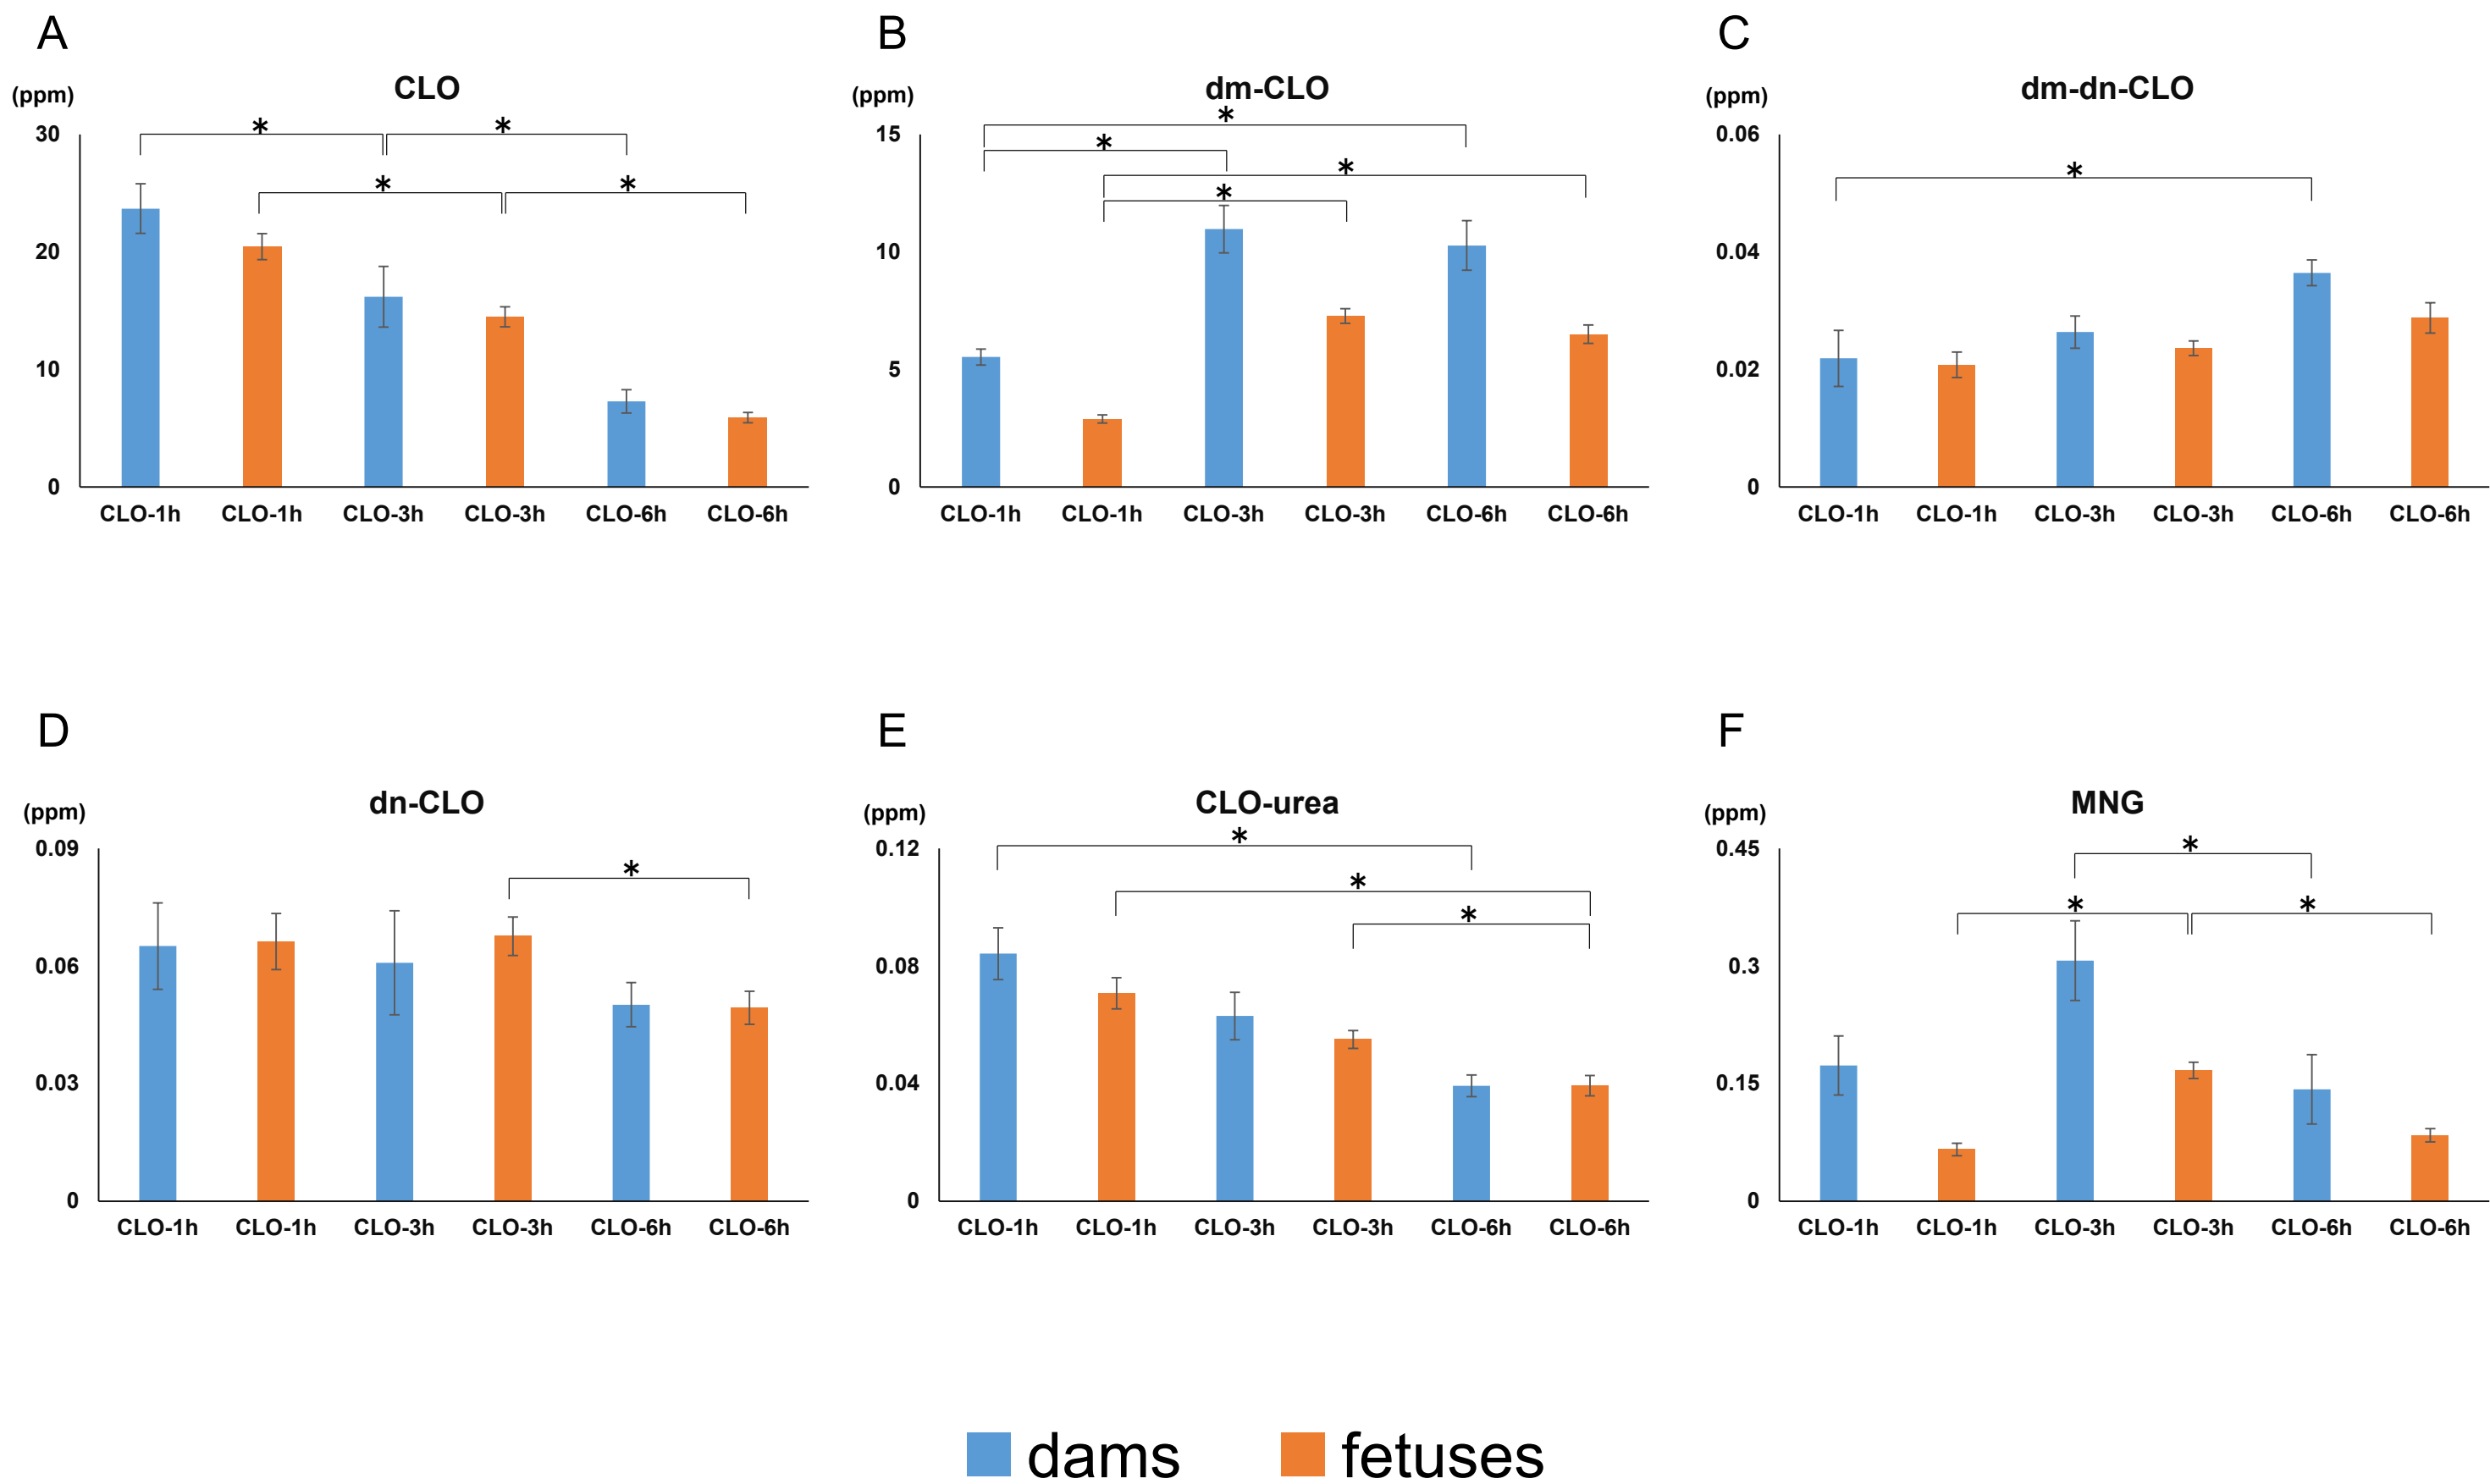 A
CLO
(ppm)
30
20
10
0
* *
* *
CLO-1h CLO-1h CLO-3h CLO-3h CLO-6h CLO-6h
B
dm-CLO
(ppm)
15
10
5
0
*
*
*
*
CLO-1h CLO-1h CLO-3h CLO-3h CLO-6h CLO-6h
C
dm-dn-CLO
(ppm)
0.06
0.04
0.02
0
*
CLO-1h CLO-1h CLO-3h CLO-3h CLO-6h CLO-6h
D
dn-CLO
(ppm)
0.09
0.06
0.03
0
*
CLO-1h CLO-1h CLO-3h CLO-3h CLO-6h CLO-6h
E
CLO-urea
(ppm)
0.12
0.08
0.04
0
*
*
*
CLO-1h CLO-1h CLO-3h CLO-3h CLO-6h CLO-6h
F
MNG
(ppm)
0.45
0.3
0.15
0
*
* *
CLO-1h CLO-1h CLO-3h CLO-3h CLO-6h CLO-6h
dams fetuses